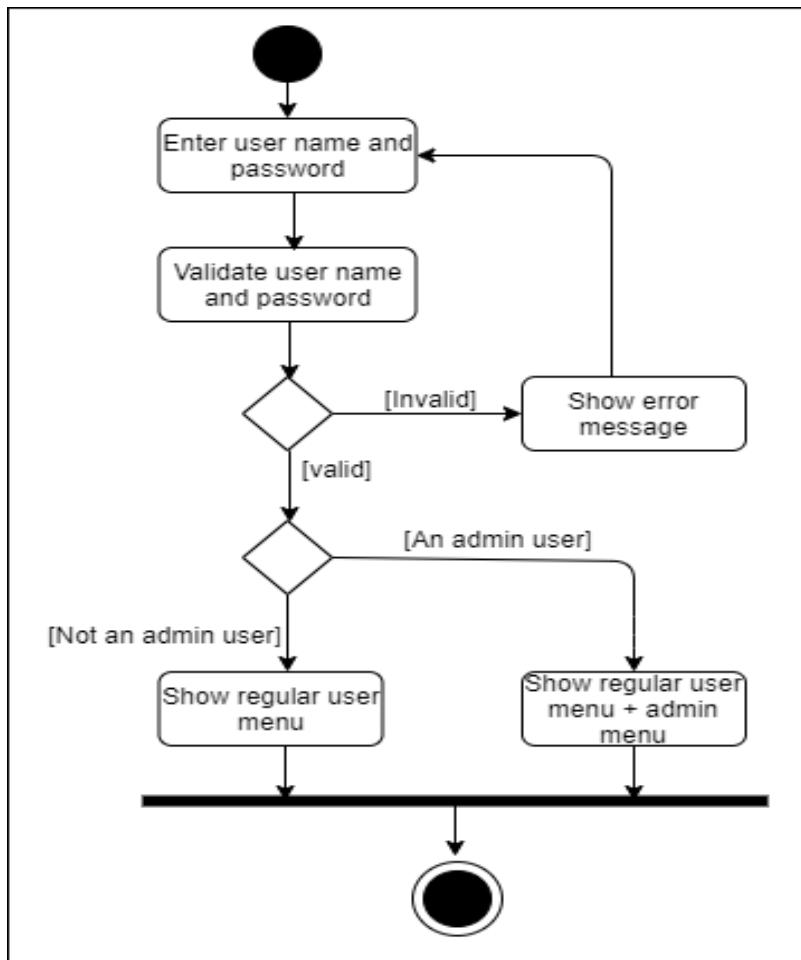 Enter user name and
password
Validate user name
and password
[Invalid]
Show error
message
[valid]
[An admin user]
[Not an admin user]
Show regular user
menu
Show regular user
menu + admin
menu